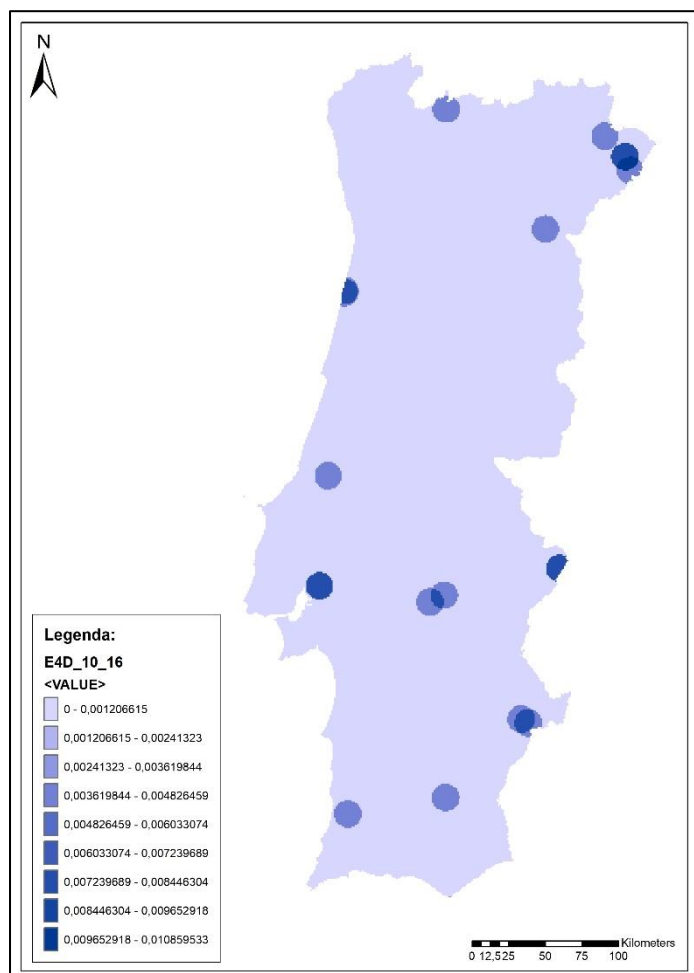 N
Legenda:
E4D_10_16
<VALUE>
0 - 0,001206615
0,001206615 - 0,00241323
0,00241323 - 0,003619844
0,003619844 - 0,004826459
0,004826459 - 0,006033074
0,006033074 - 0,007239689
0,007239689 - 0,008446304
0,008446304 - 0,009652918
0,009652918 - 0,010859533
Kilometers
0 12,525 50 75 100